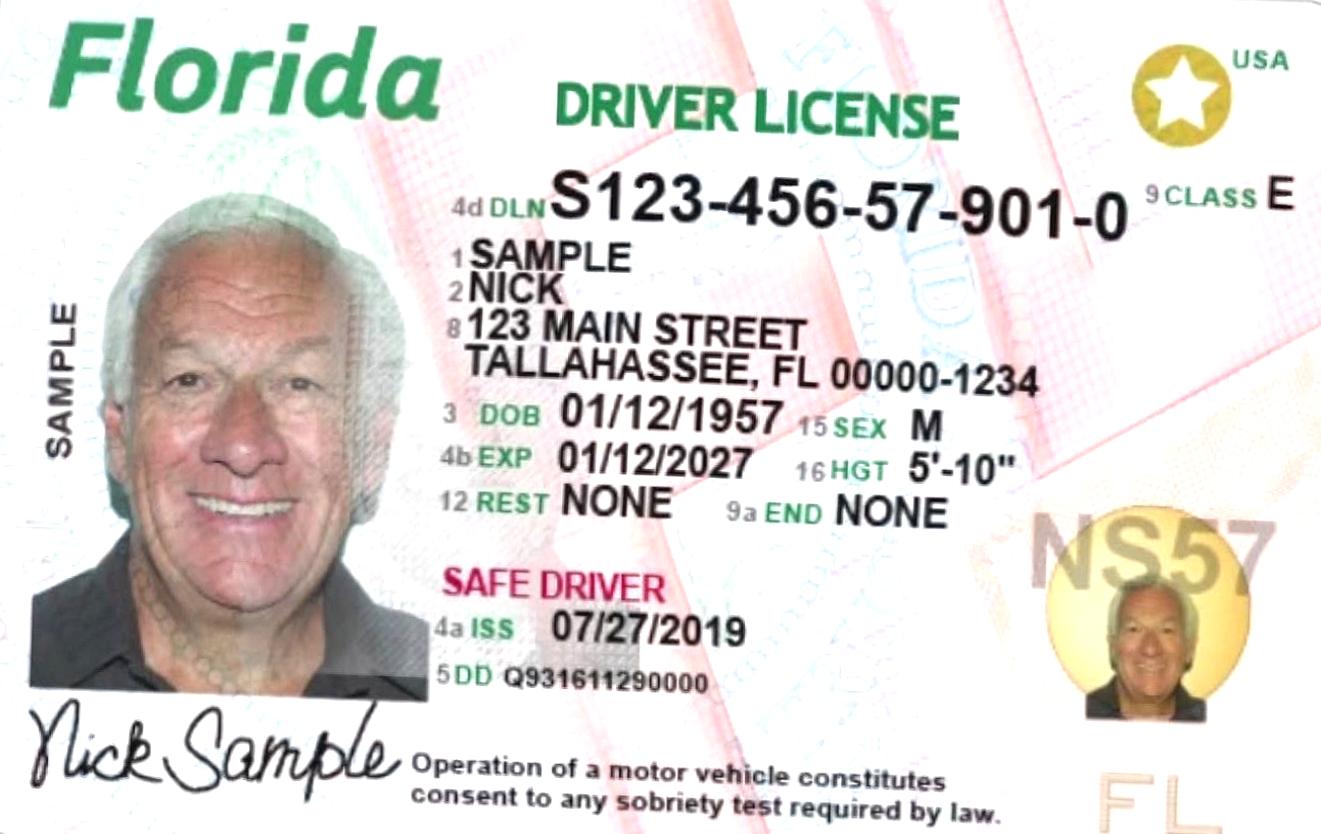 Florida
DRIVER LICENSE
USA
4d DLN S123-456-57-901-0
9 CLASS E
1 SAMPLE
2 NICK
8 123 MAIN STREET
TALLAHASSEE, FL 00000-1234
3 DOB 01/12/1957 15 SEX M
4b EXP 01/12/2027 16 HGT 5'-10"
12 REST NONE 9a END NONE
SAMPLE
NS57
SAFE DRIVER
4a ISS 07/27/2019
5 DD Q931611290000
Nick Sample
Operation of a motor vehicle constitutes
consent to any sobriety test required by law.
FL